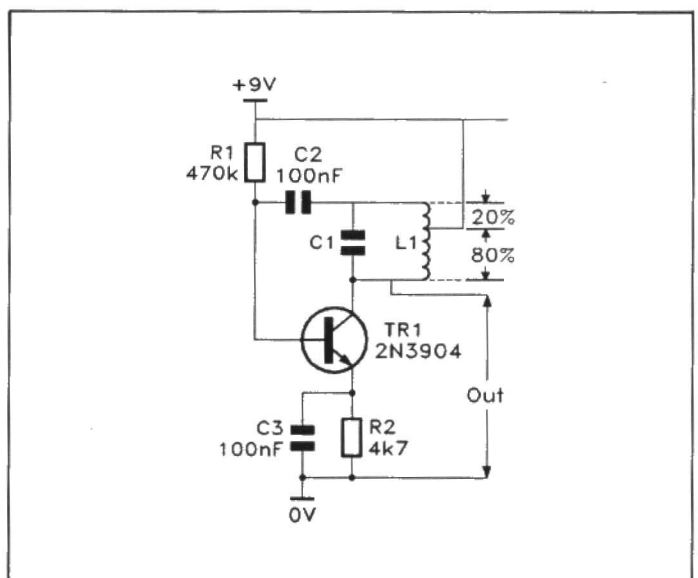 +9V
R1
470k
C2
100nF
C1
L1
20%
80%
TR1
2N3904
Out
C3
100nF
R2
4k7
0V